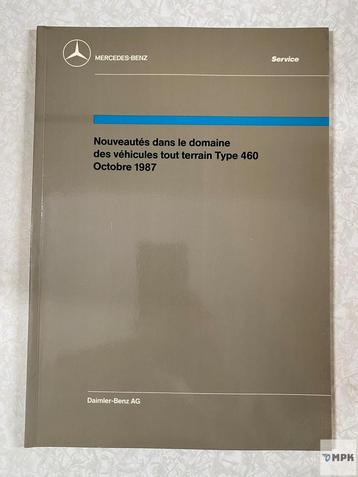 MERCEDES-BENZ
Service
Nouveautés dans le domaine
des véhicules tout terrain Type 460
Octobre 1987
Daimler-Benz AG
MPK